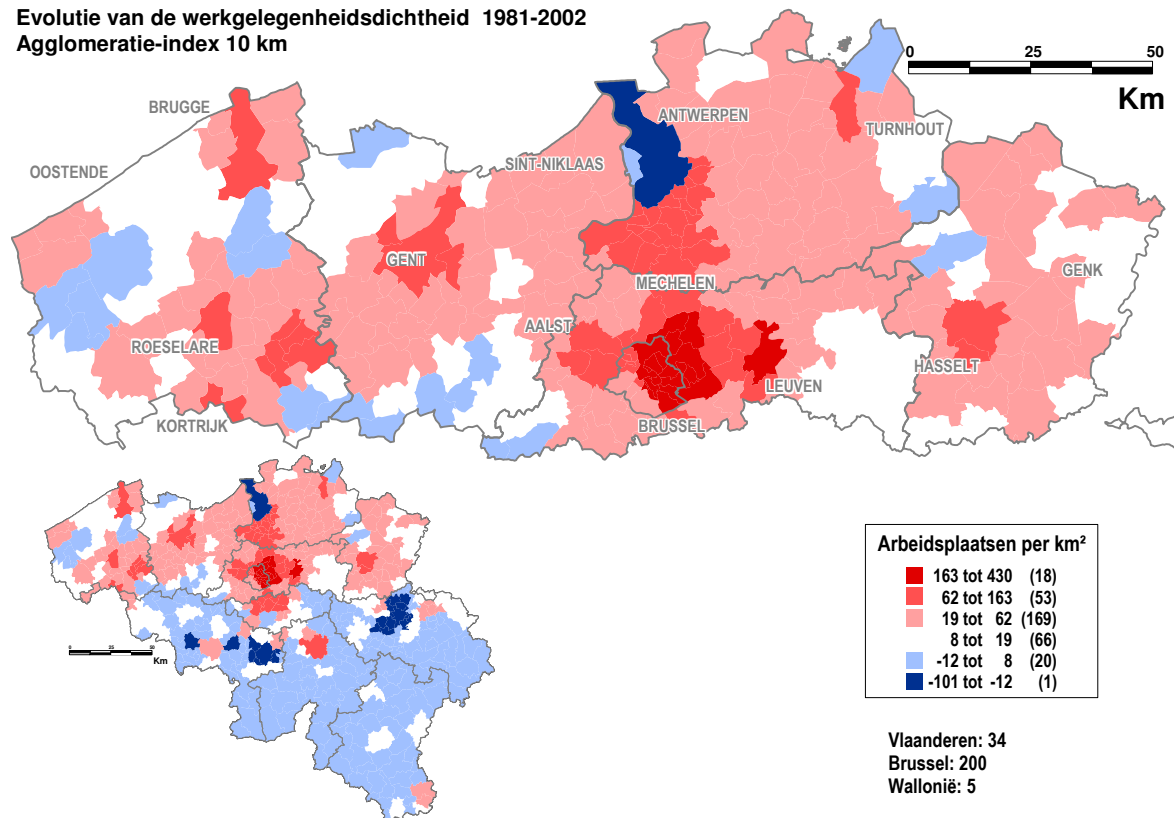 Evolutie van de werkgelegenheidsdichtheid 1981-2002
Agglomeratie-index 10 km
0 25 50
Km
BRUGGE
ANTWERPEN
TURNHOUT
OOSTENDE
SINT-NIKLAAS
GENT
GENK
MECHELEN
AALST
ROESELARE
HASSELT
LEUVEN
KORTRIJK
BRUSSEL
0 25 50
Km
Arbeidsplaatsen per km²
163 tot 430 (18)
62 tot 163 (53)
19 tot 62 (169)
8 tot 19 (66)
-12 tot 8 (20)
-101 tot -12 (1)
Vlaanderen: 34
Brussel: 200
Wallonië: 5